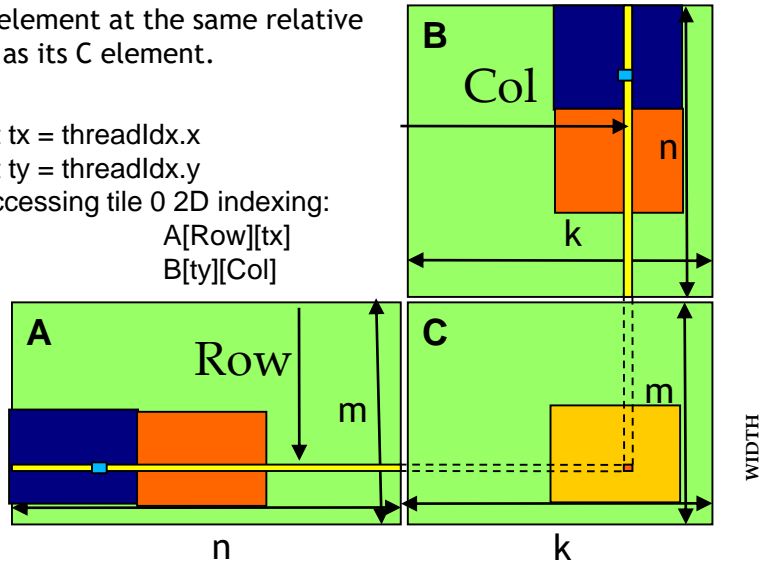 element at the same relative
as its C element.
tx = threadIdx.x
ty = threadIdx.y
accessing tile 0 2D indexing:
A[Row][tx]
B[ty][Col]
B
Col
n
k
A
Row
m
C
m
WIDTH
n
k